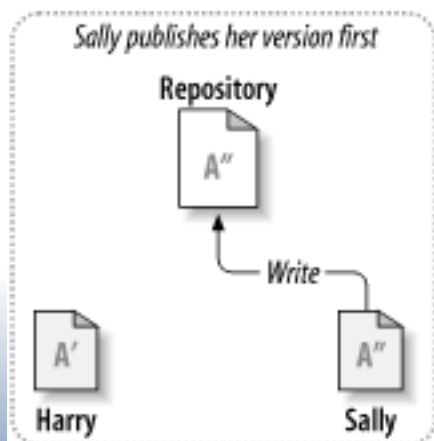 Sally publishes her version first
Repository
A"
Write
A'
A"
Harry
Sally